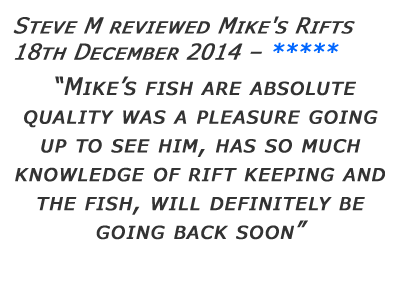 Steve M reviewed Mike's Rifts
18th December 2014 – *****
“Mike’s fish are absolute
quality was a pleasure going
up to see him, has so much
knowledge of rift keeping and
the fish, will definitely be
going back soon”